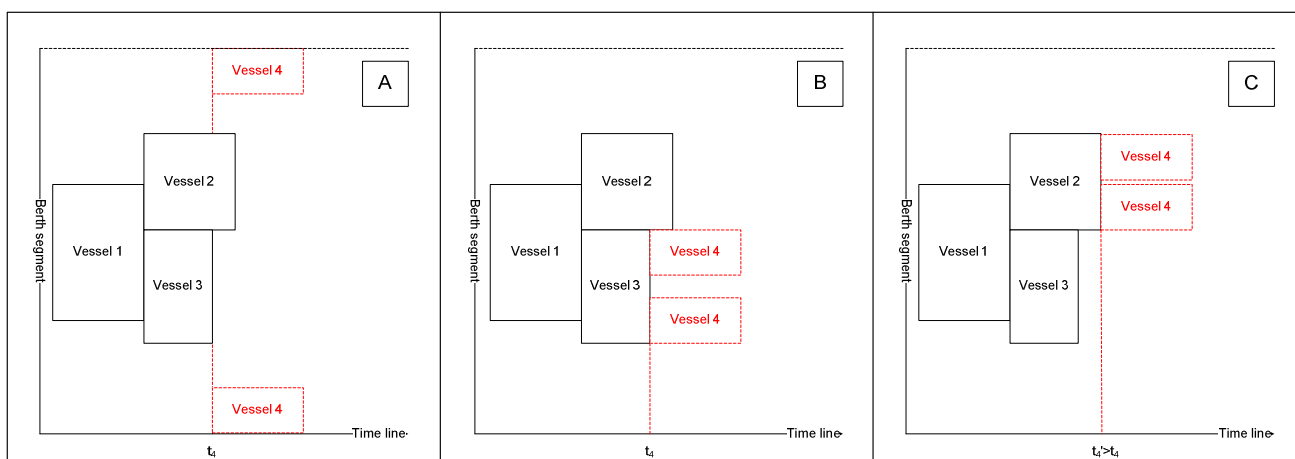 Vessel 4
A
Vessel 2
Berth segment
Vessel 1
Vessel 3
Vessel 4
Time line
t4
B
Vessel 2
Berth segment
Vessel 1
Vessel 4
Vessel 3
Vessel 4
Time line
t4
C
Vessel 4
Vessel 2
Vessel 4
Berth segment
Vessel 1
Vessel 3
Time line
t4'>t4